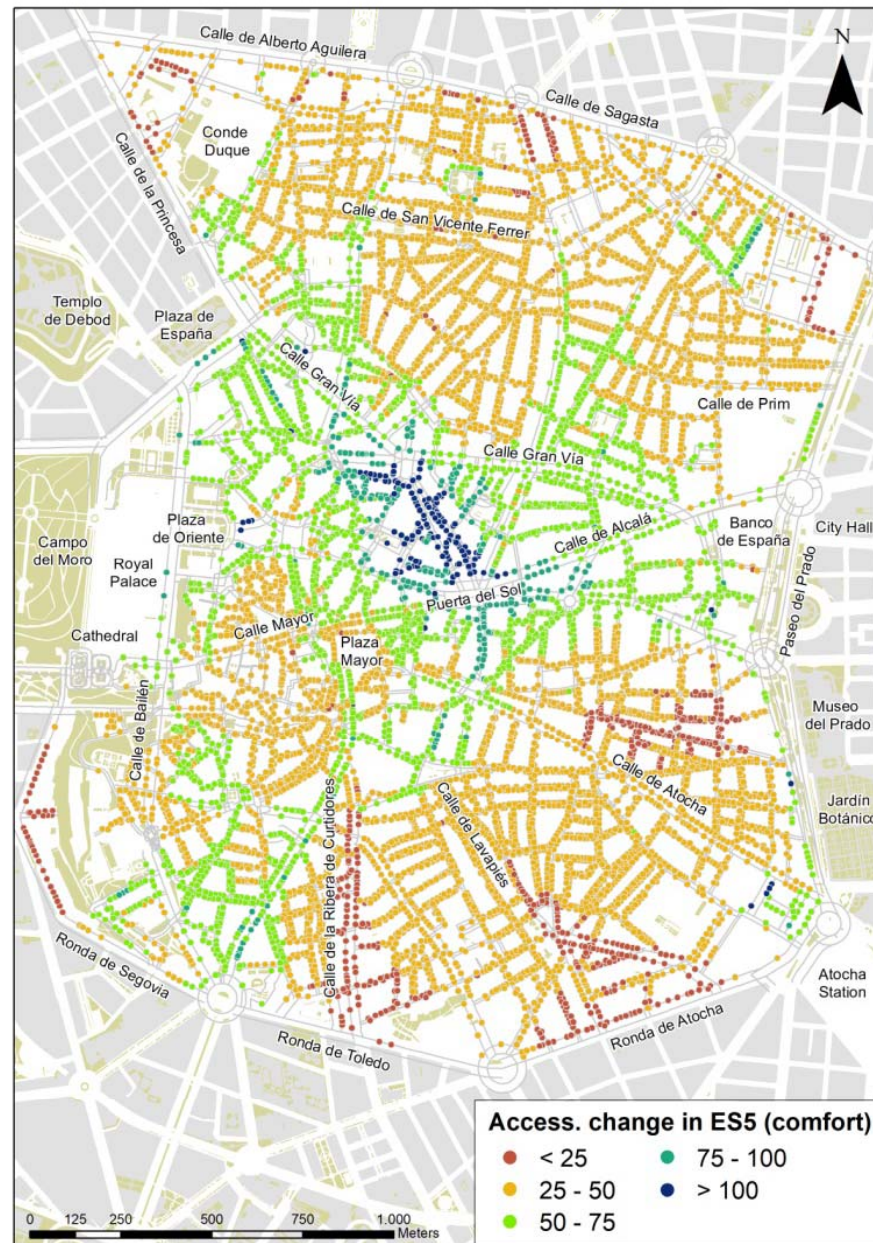 Calle de Alberto Aguilera
N
Calle de Sagasta
Conde
Duque
Calle de la Princesa
Calle de San Vicente Ferrer
Templo
de Debod
Plaza de
España
Calle Gran Vía
Calle de Prim
Calle Gran Vía
Plaza
de Oriente
Calle de Alcalá
Banco
de España
City Hall
Campo
del Moro
Royal
Palace
Puerta del Sol
Paseo del Prado
Calle Mayor
Plaza
Mayor
Cathedral
Calle de Bailén
Museo
del Prado
Calle de Atocha
Jardín
Botánico
Calle de Lavapiés
Calle de la Ribera de Curtidores
Ronda de Segovia
Atocha
Station
Ronda de Atocha
Ronda de Toledo
Access. change in ES5 (comfort)
< 25
25 - 50
50 - 75
75 - 100
> 100
0 125 250 500 750 1.000
Meters